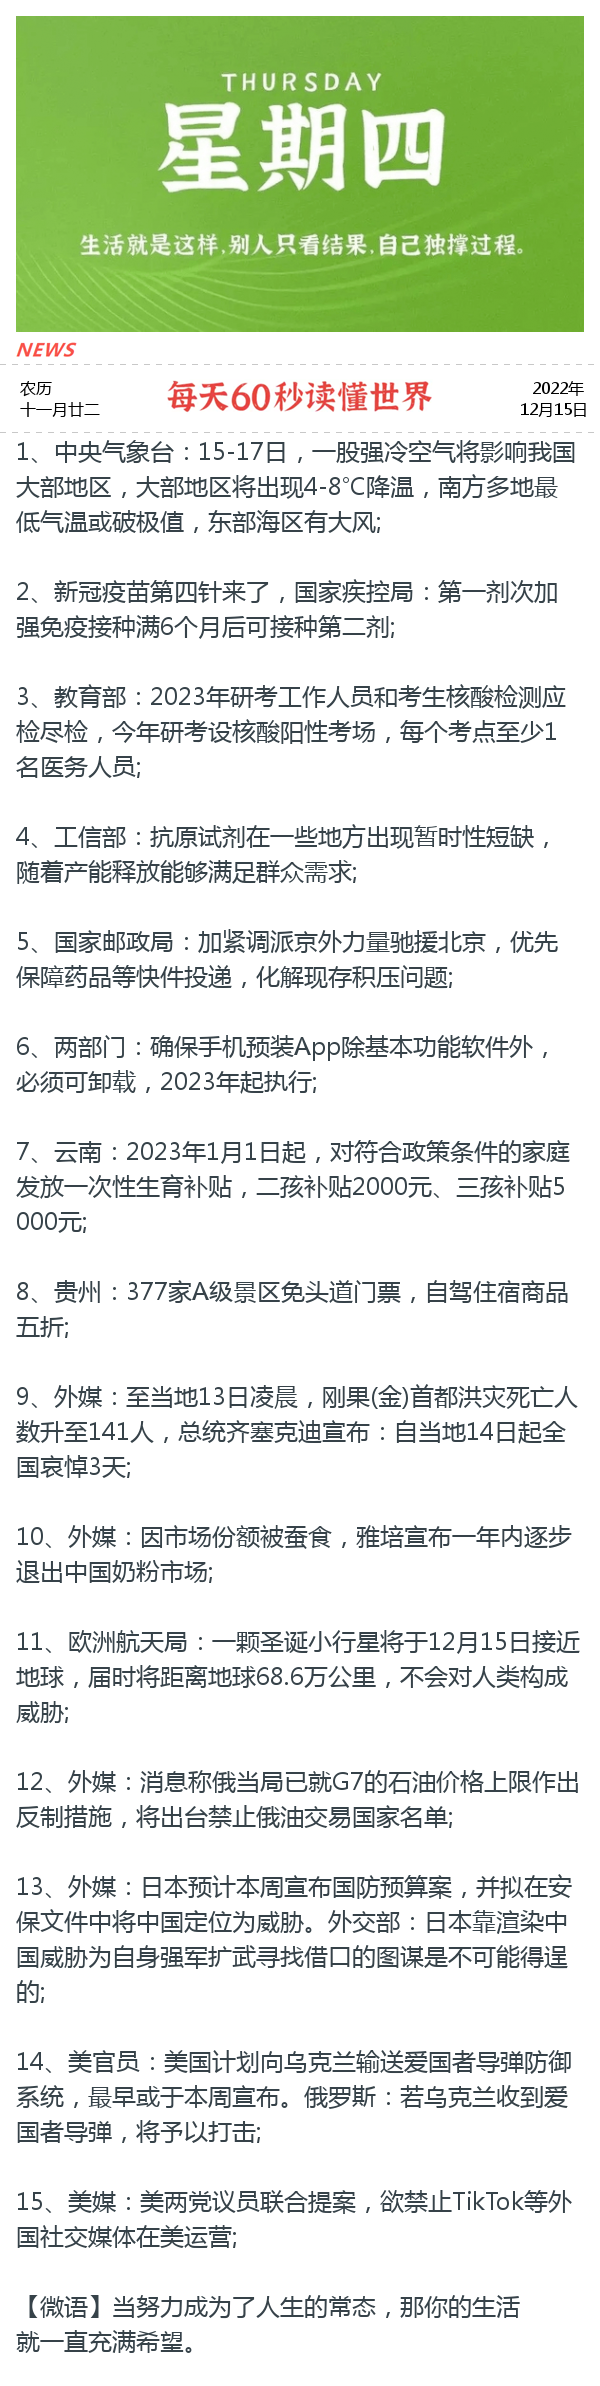 THURSDAY
星期四
生活就是这样,别人只看结果,自己独撑过程。
NEWS
农历
十一月廿二
每天60秒读懂世界
2022年
12月15日
1、中央气象台：15-17日，一股强冷空气将影响我国
大部地区，大部地区将出现4-8℃降温，南方多地最
低气温或破极值，东部海区有大风;
2、新冠疫苗第四针来了，国家疾控局：第一剂次加
强免疫接种满6个月后可接种第二剂;
3、教育部：2023年研考工作人员和考生核酸检测应
检尽检，今年研考设核酸阳性考场，每个考点至少1
名医务人员;
4、工信部：抗原试剂在一些地方出现暂时性短缺，
随着产能释放能够满足群众需求;
5、国家邮政局：加紧调派京外力量驰援北京，优先
保障药品等快件投递，化解现存积压问题;
6、两部门：确保手机预装App除基本功能软件外，
必须可卸载，2023年起执行;
7、云南：2023年1月1日起，对符合政策条件的家庭
发放一次性生育补贴，二孩补贴2000元、三孩补贴5
000元;
8、贵州：377家A级景区免头道门票，自驾住宿商品
五折;
9、外媒：至当地13日凌晨，刚果(金)首都洪灾死亡人
数升至141人，总统齐塞克迪宣布：自当地14日起全
国哀悼3天;
10、外媒：因市场份额被蚕食，雅培宣布一年内逐步
退出中国奶粉市场;
11、欧洲航天局：一颗圣诞小行星将于12月15日接近
地球，届时将距离地球68.6万公里，不会对人类构成
威胁;
12、外媒：消息称俄当局已就G7的石油价格上限作出
反制措施，将出台禁止俄油交易国家名单;
13、外媒：日本预计本周宣布国防预算案，并拟在安
保文件中将中国定位为威胁。外交部：日本靠渲染中
国威胁为自身强军扩武寻找借口的图谋是不可能得逞
的;
14、美官员：美国计划向乌克兰输送爱国者导弹防御
系统，最早或于本周宣布。俄罗斯：若乌克兰收到爱
国者导弹，将予以打击;
15、美媒：美两党议员联合提案，欲禁止TikTok等外
国社交媒体在美运营;
【微语】当努力成为了人生的常态，那你的生活
就一直充满希望。